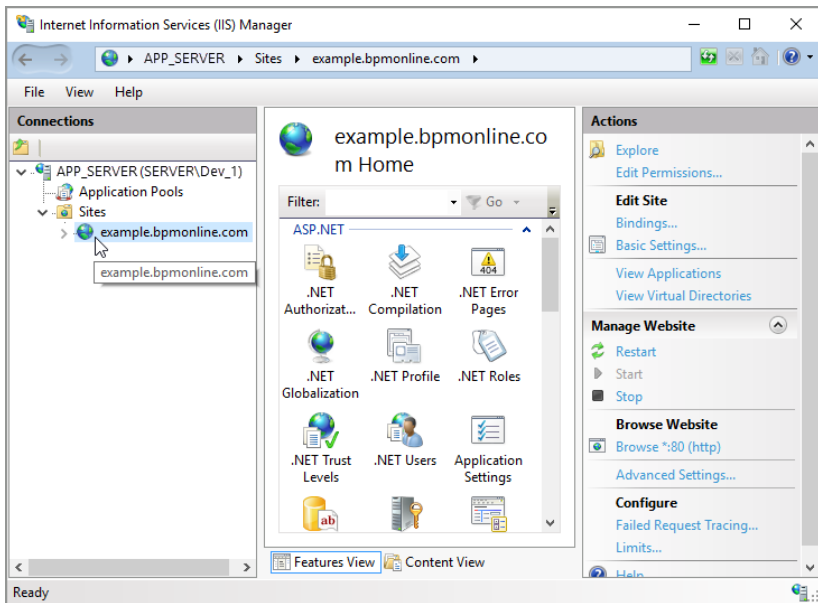 Internet Information Services (IIS) Manager
APP_SERVER Sites example.bpmonline.com
File View Help
Connections
APP_SERVER (SERVER\Dev_1)
Application Pools
Sites
example.bpmonline.com
example.bpmonline.com
example.bpmonline.co
m Home
Filter:
Go
ASP.NET
.NET
Authorizat...
.NET
Compilation
404
.NET Error
Pages
.NET
Globalization
.NET Profile
.NET Roles
.NET Trust
Levels
.NET Users
Application
Settings
ab
Features View
Content View
Actions
Explore
Edit Permissions...
Edit Site
Bindings...
Basic Settings...
View Applications
View Virtual Directories
Manage Website
Restart
Start
Stop
Browse Website
Browse *:80 (http)
Advanced Settings...
Configure
Failed Request Tracing...
Limits...
Help
Ready